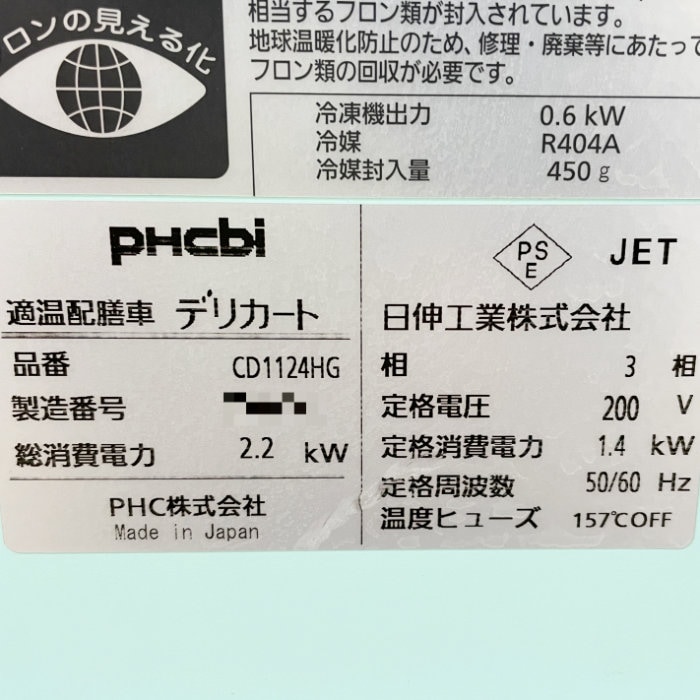 ロンの見える化
相当するフロン類が封入されています。
地球温暖化防止のため、修理・廃棄等にあたって
フロン類の回収が必要です。
冷凍機出力 0.6 kW
冷媒 R404A
冷媒封入量 450 g
PHCbi
適温配膳車 デリカート
品番 CD1124HG
製造番号
総消費電力 2.2 kW
PHC株式会社
Made in Japan
PSE JET
日伸工業株式会社
相 3 相
定格電圧 200 V
定格消費電力 1.4 kW
定格周波数 50/60 Hz
温度ヒューズ 157℃OFF